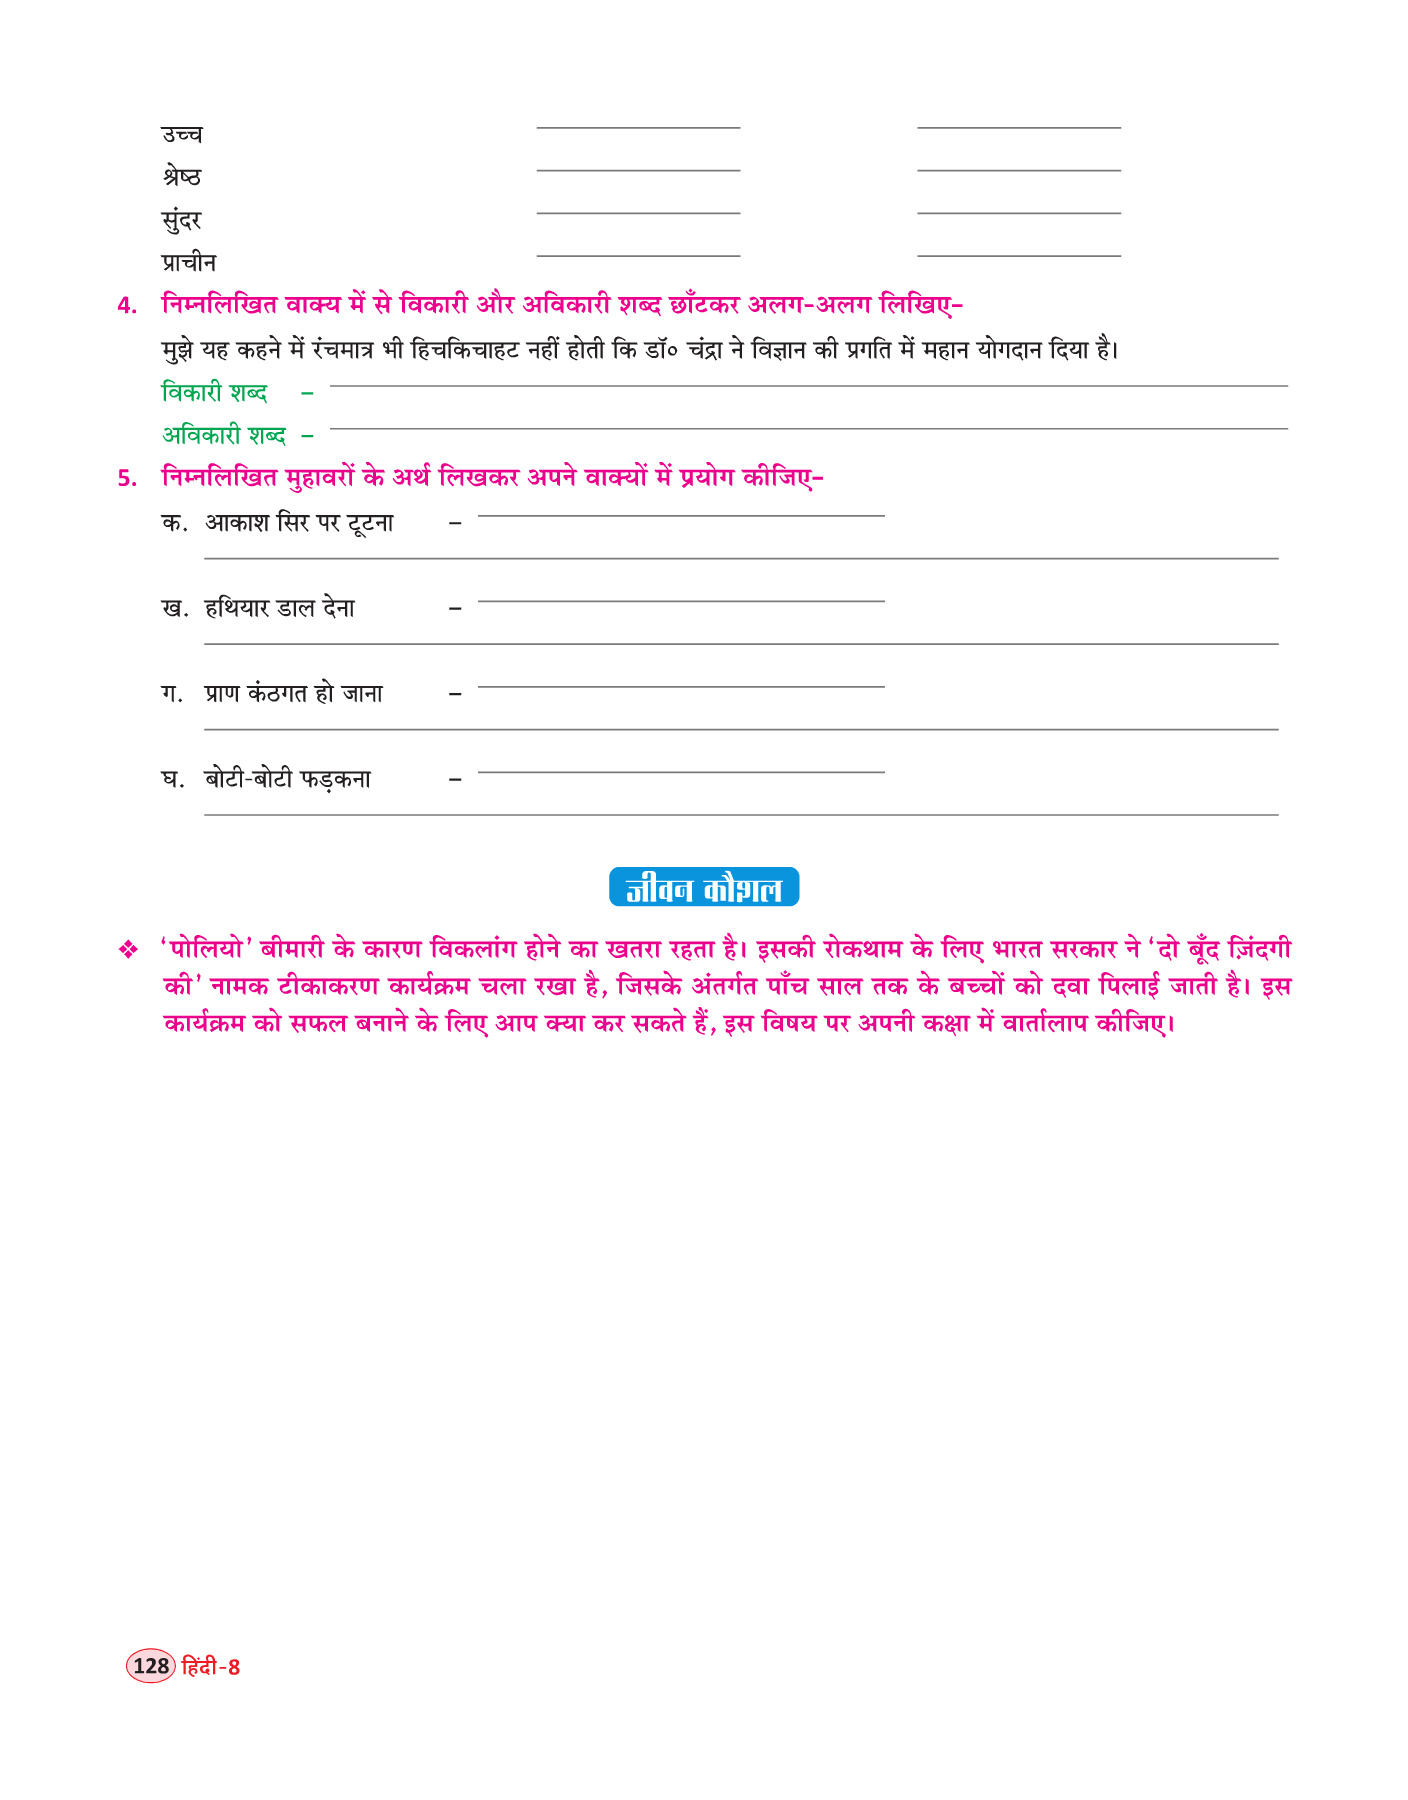 उच्च
श्रेष्ठ
सुंदर
प्राचीन
4. निम्नलिखित वाक्य में से विकारी और अविकारी शब्द छाँटकर अलग-अलग लिखिए–
मुझे यह कहने में रंचमात्र भी हिचकिचाहट नहीं होती कि डॉ० चंद्रा ने विज्ञान की प्रगति में महान योगदान दिया है।
विकारी शब्द –
अविकारी शब्द –
5. निम्नलिखित मुहावरों के अर्थ लिखकर अपने वाक्यों में प्रयोग कीजिए–
क. आकाश सिर पर टूटना –
ख. हथियार डाल देना –
ग. प्राण कंठगत हो जाना –
घ. बोटी-बोटी फड़कना –
जीवन कौशल
❖ ‘पोलियो’ बीमारी के कारण विकलांग होने का खतरा रहता है। इसकी रोकथाम के लिए भारत सरकार ने ‘दो बूँद ज़िंदगी
की’ नामक टीकाकरण कार्यक्रम चला रखा है, जिसके अंतर्गत पाँच साल तक के बच्चों को दवा पिलाई जाती है। इस
कार्यक्रम को सफल बनाने के लिए आप क्या कर सकते हैं, इस विषय पर अपनी कक्षा में वार्तालाप कीजिए।
128 हिंदी-8